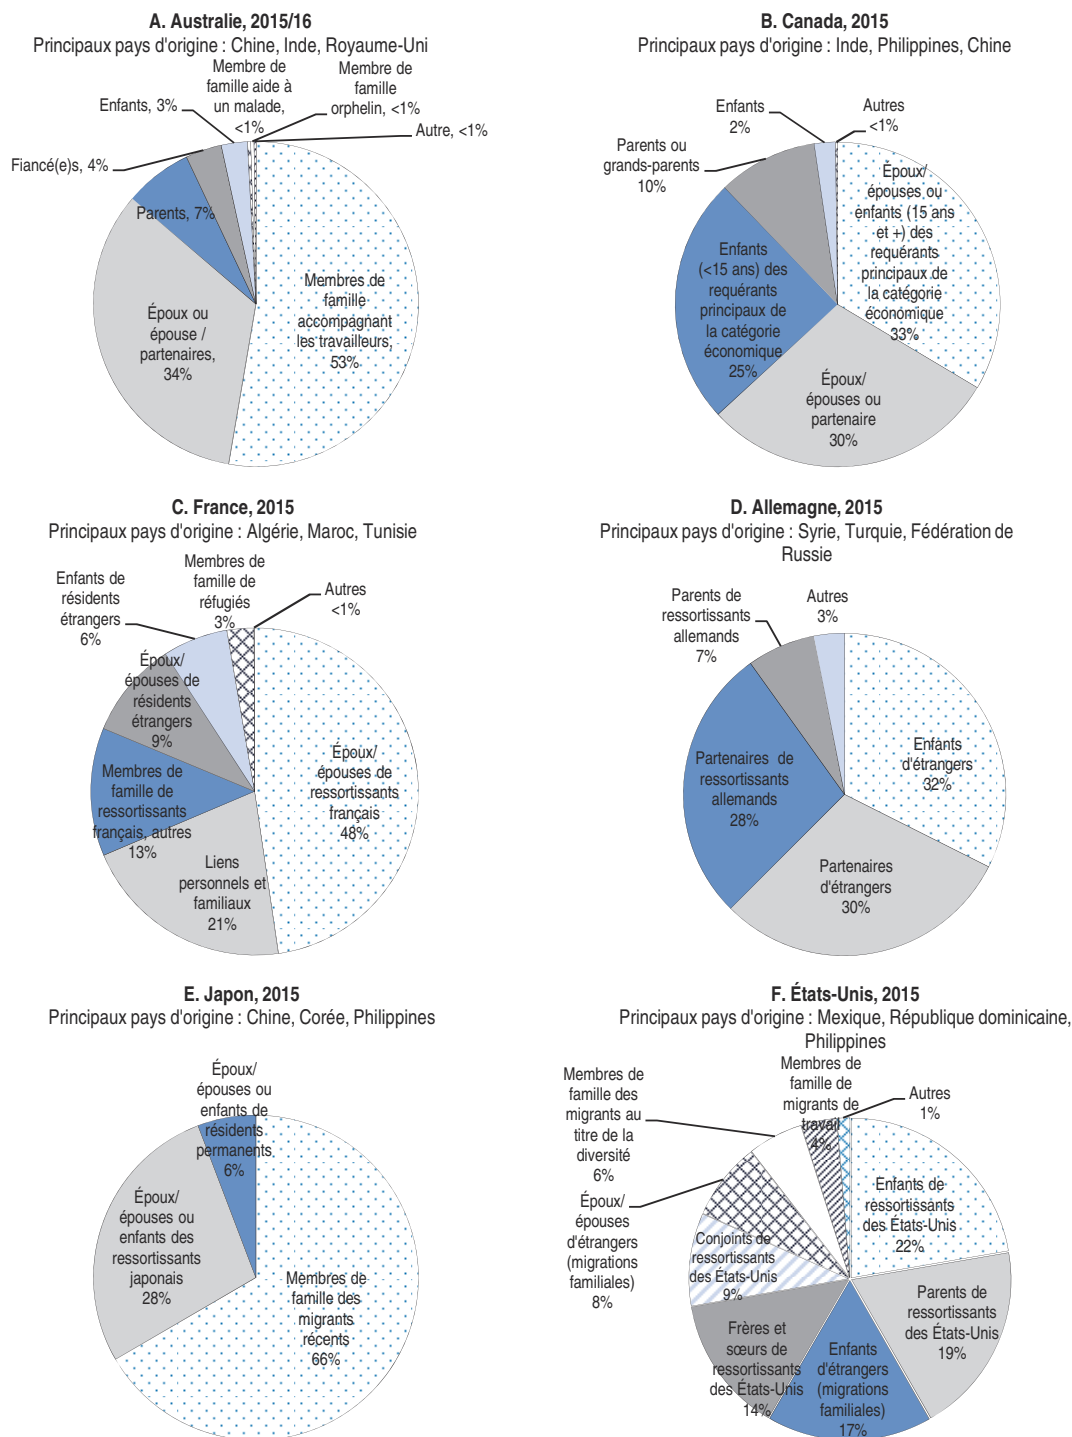 A. Australie, 2015/16
Principaux pays d'origine : Chine, Inde, Royaume-Uni
Membre de
famille aide à
un malade,
<1%
Membre de
famille
orphelin, <1%
Autre, <1%
Enfants, 3%
Fiancé(e)s, 4%
Parents, 7%
Époux ou
épouse /
partenaires,
34%
Membres de
famille
accompagnant
les travailleurs,
53%
B. Canada, 2015
Principaux pays d'origine : Inde, Philippines, Chine
Enfants
2%
Autres
<1%
Parents ou
grands-parents
10%
Époux/
épouses ou
enfants (15 ans
et +) des
requérants
principaux de
la catégorie
économique
33%
Enfants
(<15 ans) des
requérants
principaux de
la catégorie
économique
25%
Époux/
épouses ou
partenaire
30%
C. France, 2015
Principaux pays d'origine : Algérie, Maroc, Tunisie
Membres de
famille de
réfugiés
3%
Autres
<1%
Enfants de
résidents
étrangers
6%
Époux/
épouses de
résidents
étrangers
9%
Membres de
famille de
ressortissants
français, autres
13%
Liens
personnels et
familiaux
21%
Époux/
épouses de
ressortissants
français
48%
D. Allemagne, 2015
Principaux pays d'origine : Syrie, Turquie, Fédération de
Russie
Parents de
ressortissants
allemands
7%
Autres
3%
Enfants
d'étrangers
32%
Partenaires de
ressortissants
allemands
28%
Partenaires
d'étrangers
30%
E. Japon, 2015
Principaux pays d'origine : Chine, Corée, Philippines
Époux/
épouses ou
enfants de
résidents
permanents
6%
Époux/
épouses ou
enfants des
ressortissants
japonais
28%
Membres de
famille des
migrants
récents
66%
F. États-Unis, 2015
Principaux pays d'origine : Mexique, République dominicaine,
Philippines
Membres de
famille des
migrants au
titre de la
diversité
6%
Membres de
famille de
migrants de
travail
4%
Autres
1%
Époux/
épouses
d'étrangers
(migrations
familiales)
8%
Enfants de
ressortissants
des États-Unis
22%
Conjoints de
ressortissants
des États-Unis
9%
Parents de
ressortissants
des États-Unis
19%
Frères et
sœurs de
ressortissants
des États-Unis
14%
Enfants
d'étrangers
(migrations
familiales)
17%